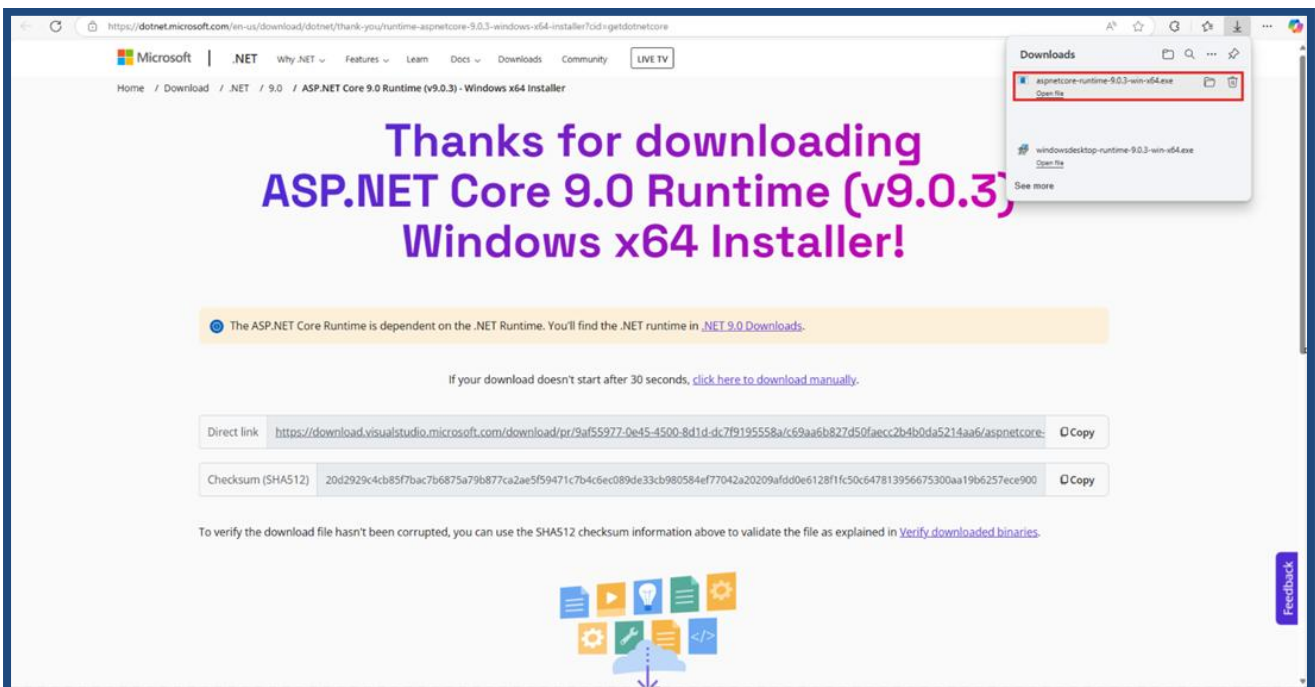 https://dotnet.microsoft.com/en-us/download/dotnet/thank-you/runtime-aspnetcore-9.0.3-windows-x64-installer?cid=getdotnetcore
Microsoft .NET Why .NET Features Learn Docs Downloads Community LIVE TV
Home / Download / .NET / 9.0 / ASP.NET Core 9.0 Runtime (v9.0.3) - Windows x64 Installer
Downloads
aspnetcore-runtime-9.0.3-win-x64.exe
Open file
windowsdesktop-runtime-9.0.3-win-x64.exe
Open file
See more
Thanks for downloading
ASP.NET Core 9.0 Runtime (v9.0.3)
Windows x64 Installer!
The ASP.NET Core Runtime is dependent on the .NET Runtime. You'll find the .NET runtime in .NET 9.0 Downloads.
If your download doesn't start after 30 seconds, click here to download manually.
Direct link https://download.visualstudio.microsoft.com/download/pr/9af55977-0e45-4500-8d1d-dc7f9195558a/c69aa6b827d50faecc2b4b0da5214aa6/aspnetcore- Copy
Checksum (SHA512) 20d2929c4cb85f7bac7b6875a79b877ca2ae5f59471c7b4c6ec089de33cb980584ef77042a20209afdd0e6128f1fc50c647813956675300aa19b6257ece900 Copy
To verify the download file hasn't been corrupted, you can use the SHA512 checksum information above to validate the file as explained in Verify downloaded binaries.
Feedback